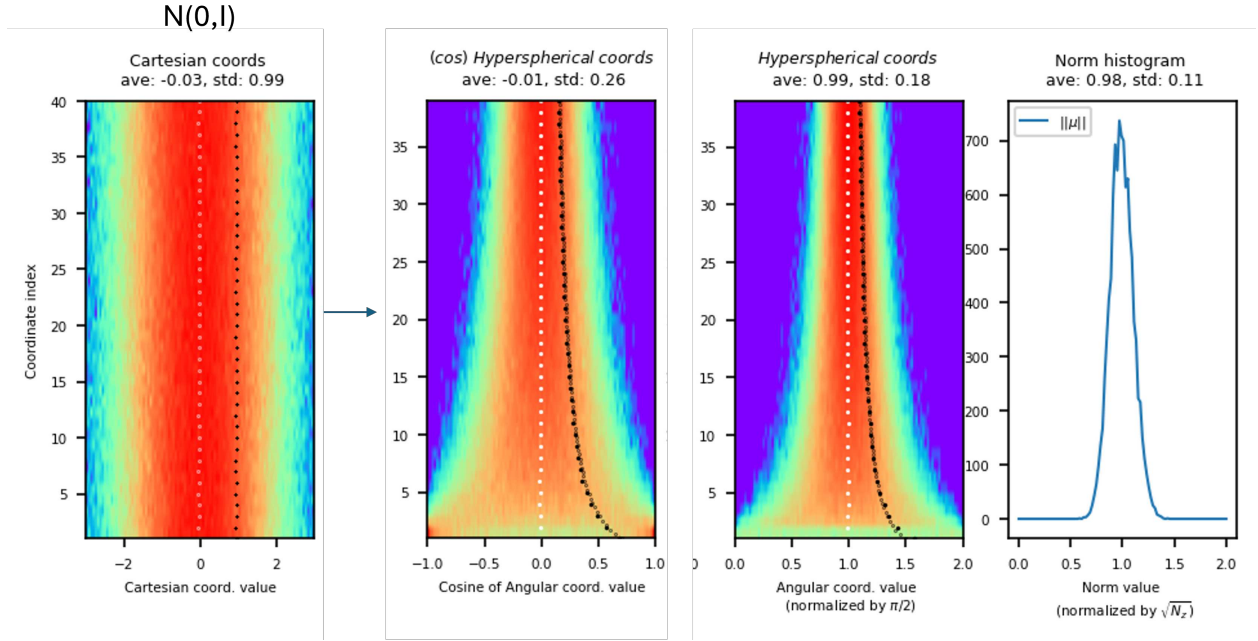 N(0,I)
Cartesian coords
ave: -0.03, std: 0.99
40
35
30
25
20
15
10
5
Coordinate index
−2
0
2
Cartesian coord. value
(cos) Hyperspherical coords
ave: -0.01, std: 0.26
35
30
25
20
15
10
5
−1.0
−0.5
0.0
0.5
1.0
Cosine of Angular coord. value
Hyperspherical coords
ave: 0.99, std: 0.18
35
30
25
20
15
10
5
0.0
0.5
1.0
1.5
2.0
Angular coord. value
(normalized by π/2)
Norm histogram
ave: 0.98, std: 0.11
||μ||
700
600
500
400
300
200
100
0
0.0
0.5
1.0
1.5
2.0
Norm value
(normalized by √N_z)